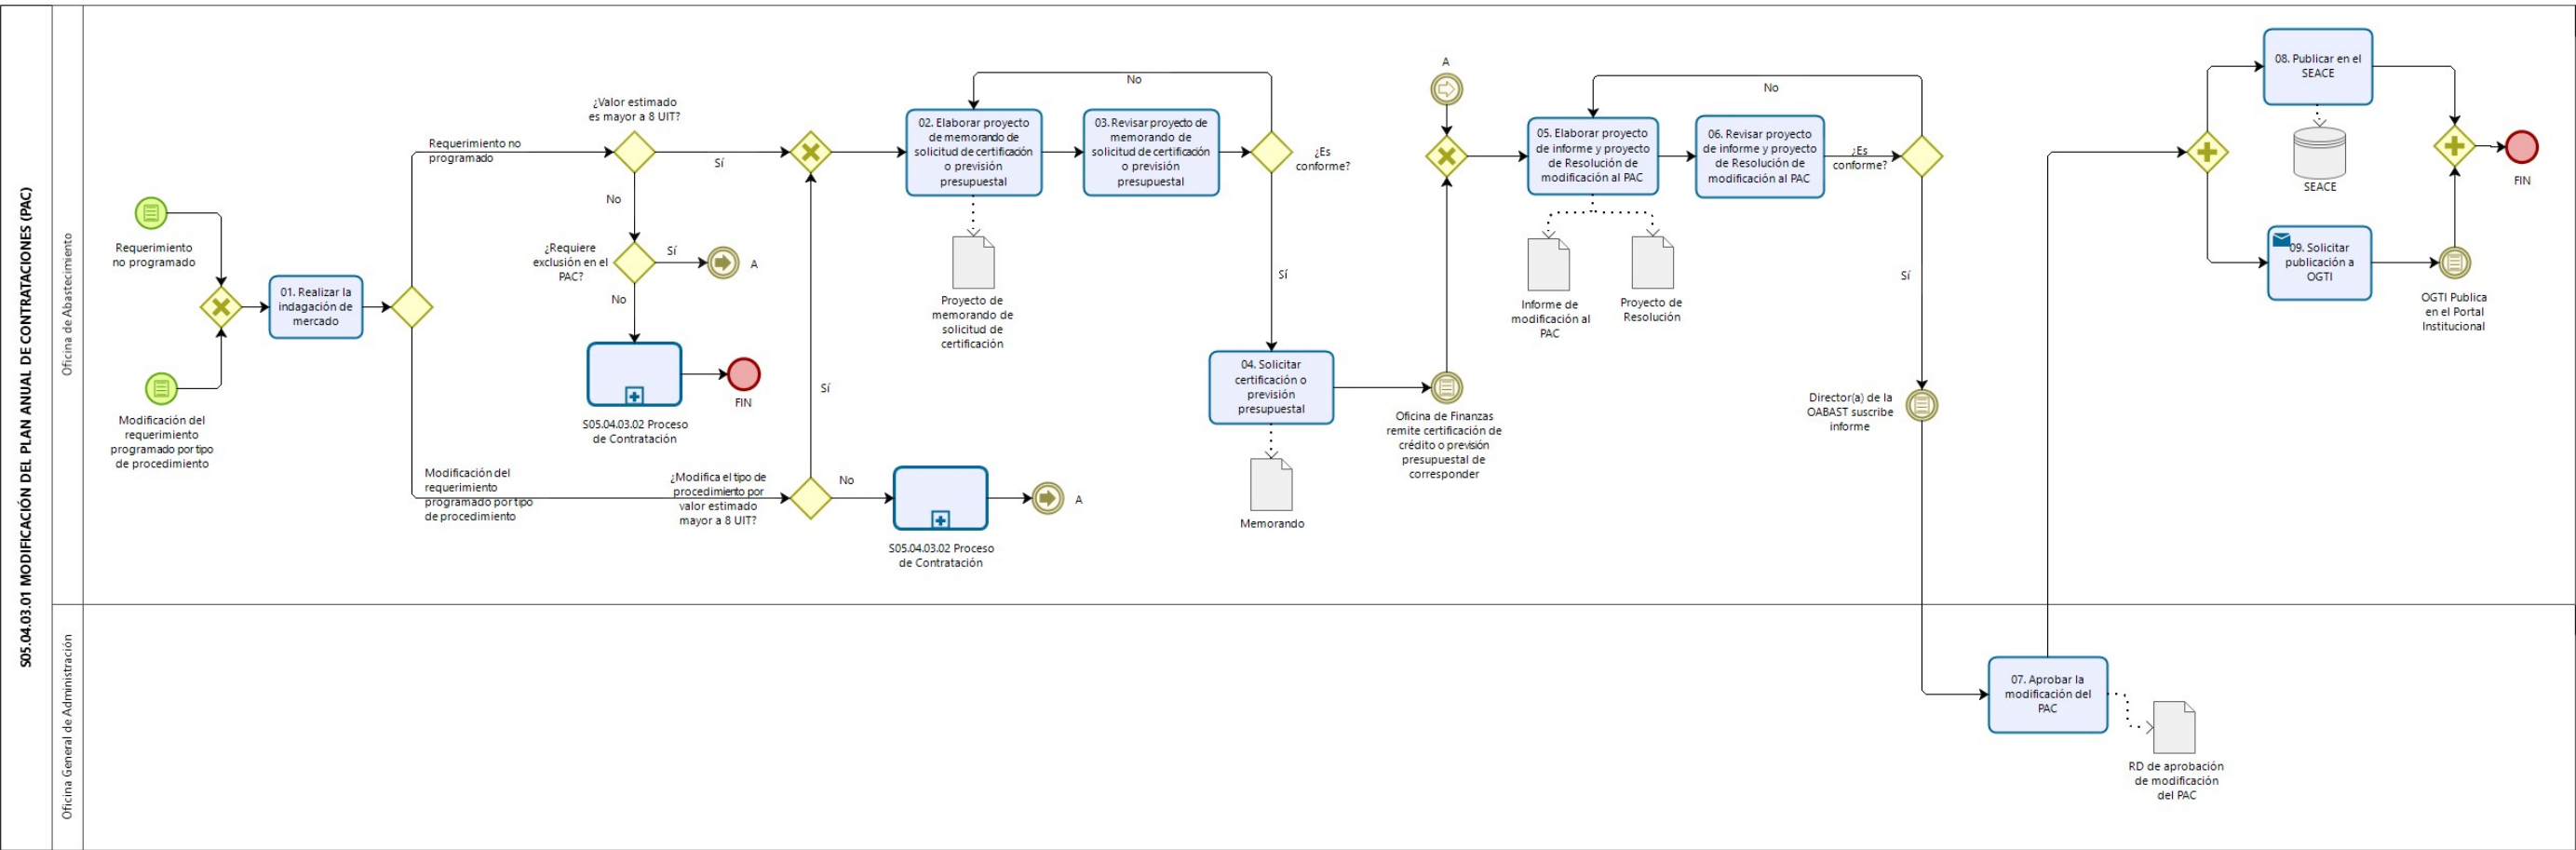 S05.04.03.01 MODIFICACIÓN DEL PLAN ANUAL DE CONTRATACIONES (PAC)
Oficina de Abastecimiento
Requerimiento
no programado
Modificación del
requerimiento
programado por tipo
de procedimiento
01. Realizar la
indagación de
mercado
Requerimiento no
programado
Modificación del
requerimiento
programado por tipo
de procedimiento
¿Valor estimado
es mayor a 8 UIT?
Sí
No
¿Requiere
exclusión en el
PAC?
Sí
A
No
S05.04.03.02 Proceso
de Contratación
FIN
¿Modifica el tipo de
procedimiento por
valor estimado
mayor a 8 UIT?
Sí
No
S05.04.03.02 Proceso
de Contratación
A
02. Elaborar proyecto
de memorando de
solicitud de certificación
o previsión
presupuestal
Proyecto de
memorando de
solicitud de
certificación
03. Revisar proyecto de
memorando de
solicitud de certificación
o previsión
presupuestal
No
¿Es
conforme?
Sí
04. Solicitar
certificación o
previsión
presupuestal
Memorando
Oficina de Finanzas
remite certificación de
crédito o previsión
presupuestal de
corresponder
A
05. Elaborar proyecto
de informe y proyecto
de Resolución de
modificación al PAC
Informe de
modificación al
PAC
Proyecto de
Resolución
06. Revisar proyecto
de informe y proyecto
de Resolución de
modificación al PAC
No
¿Es
conforme?
Sí
Director(a) de la
OABAST suscribe
informe
08. Publicar en el
SEACE
SEACE
09. Solicitar
publicación a
OGTI
OGTI Publica
en el Portal
Institucional
FIN
Oficina General de Administración
07. Aprobar la
modificación del
PAC
RD de aprobación
de modificación
del PAC